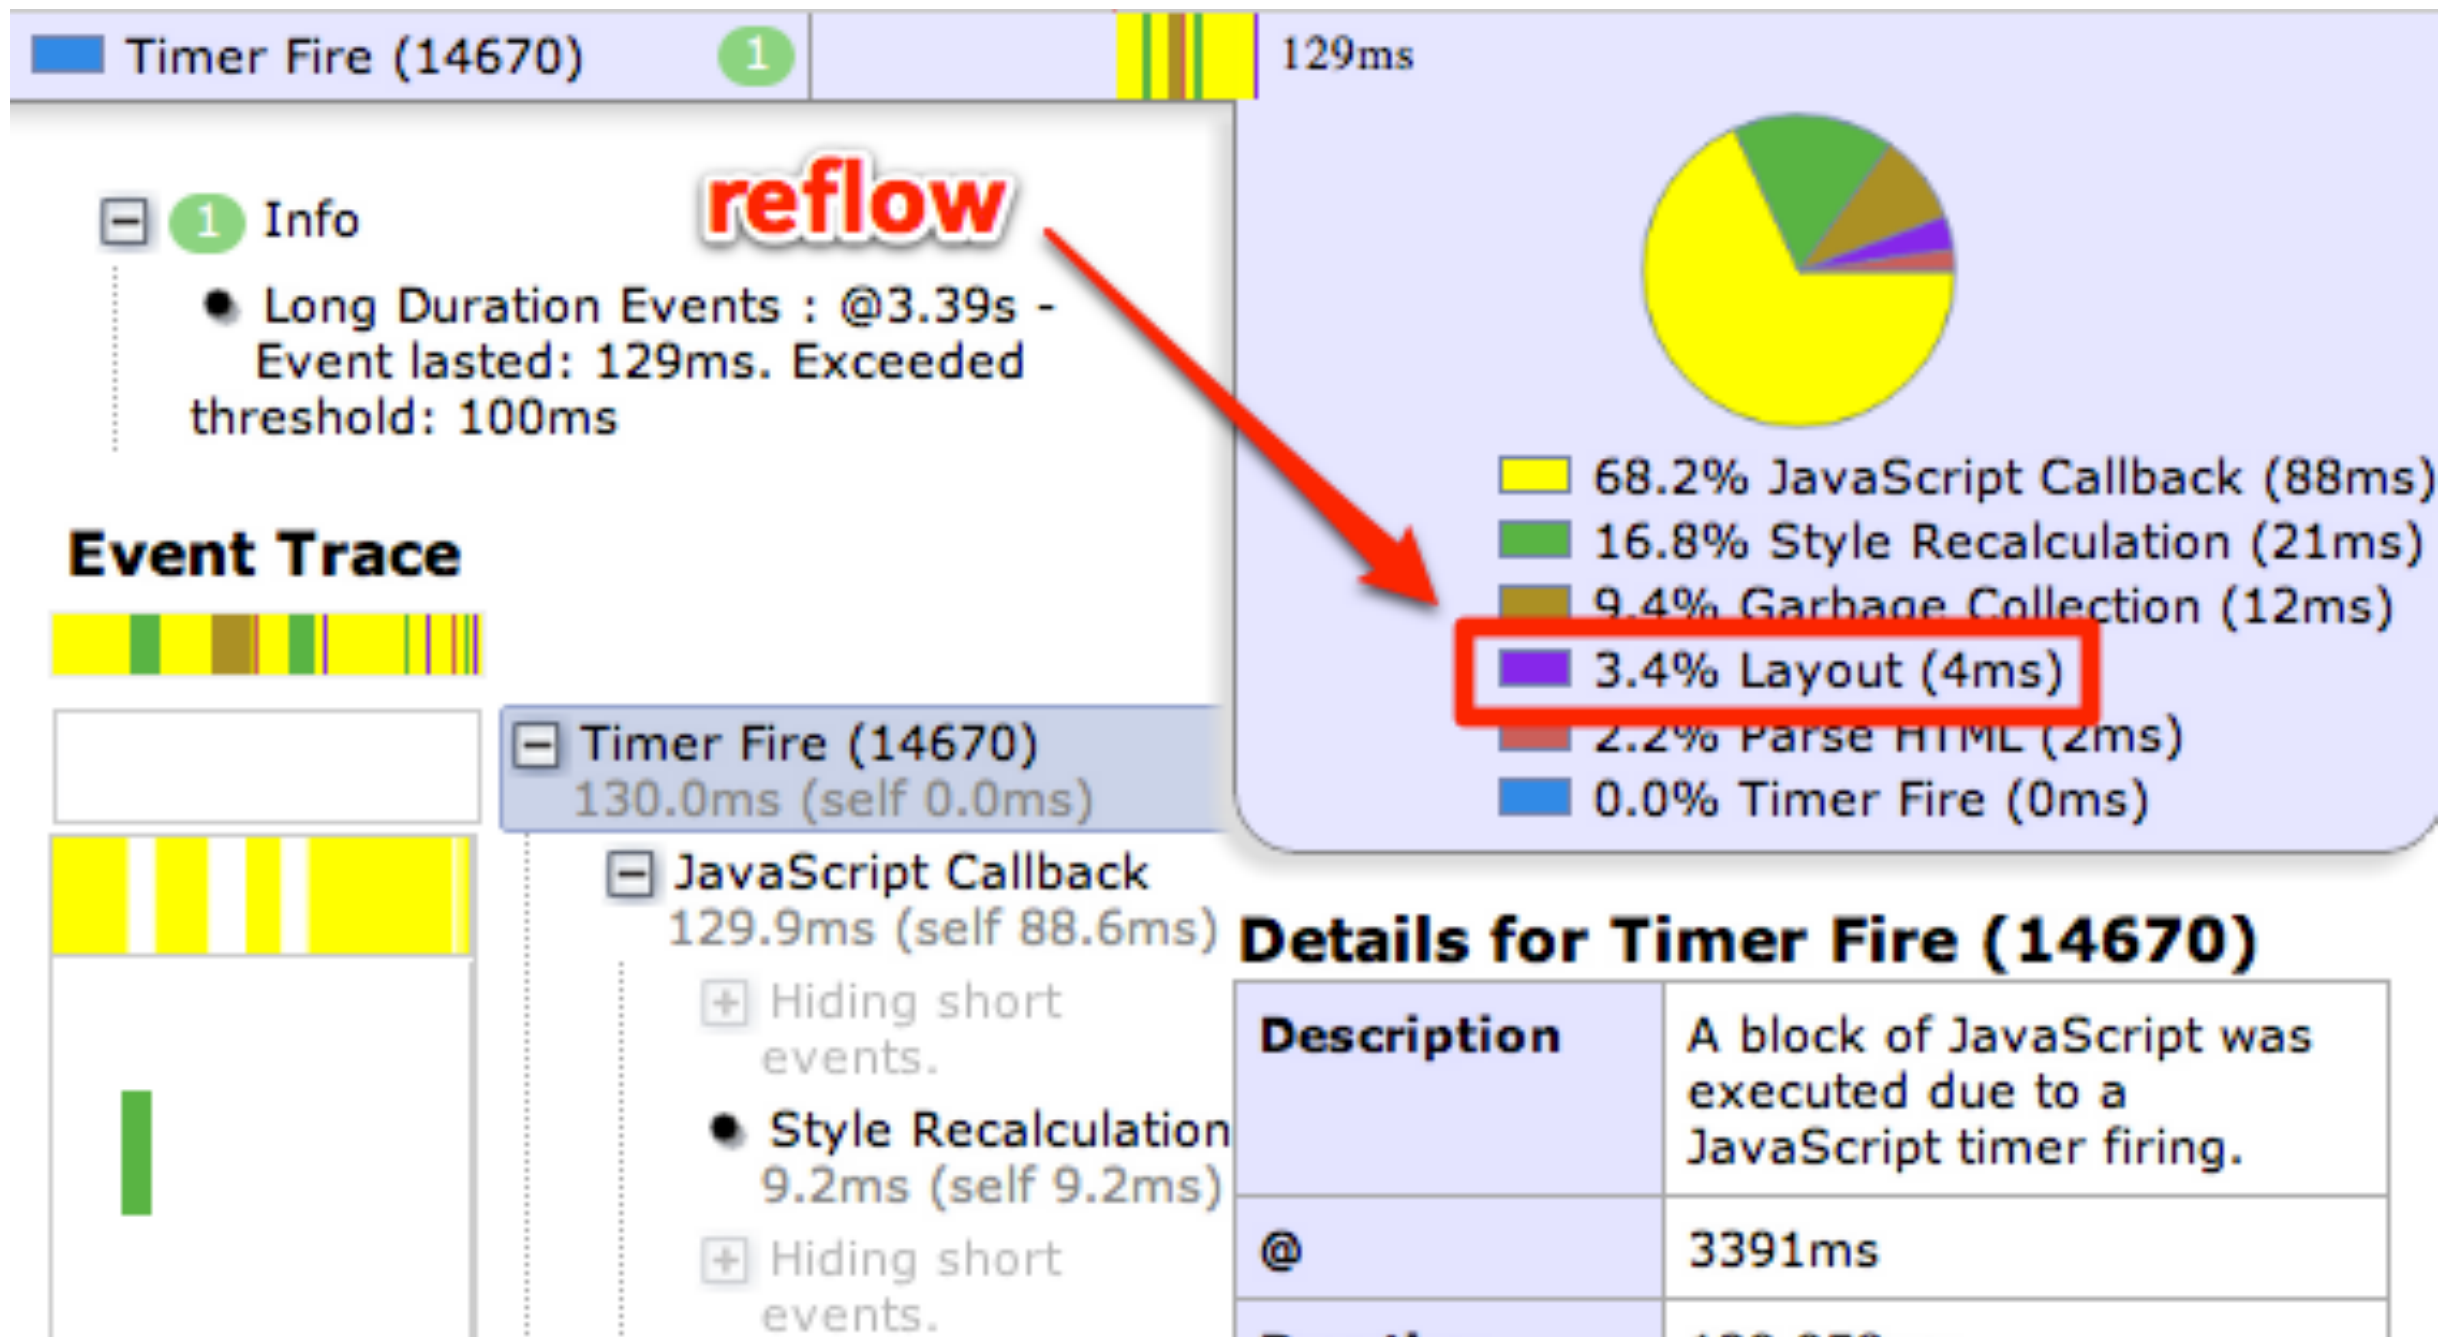 Timer Fire (14670) 1 129ms
reflow
1 Info
Long Duration Events : @3.39s -
Event lasted: 129ms. Exceeded
threshold: 100ms
68.2% JavaScript Callback (88ms)
16.8% Style Recalculation (21ms)
9.4% Garbage Collection (12ms)
3.4% Layout (4ms)
2.2% Parse HTML (2ms)
0.0% Timer Fire (0ms)
Event Trace
Timer Fire (14670)
130.0ms (self 0.0ms)
JavaScript Callback
129.9ms (self 88.6ms)
Hiding short
events.
Style Recalculation
9.2ms (self 9.2ms)
Hiding short
events.
Details for Timer Fire (14670)
Description
A block of JavaScript was
executed due to a
JavaScript timer firing.
@ 3391ms